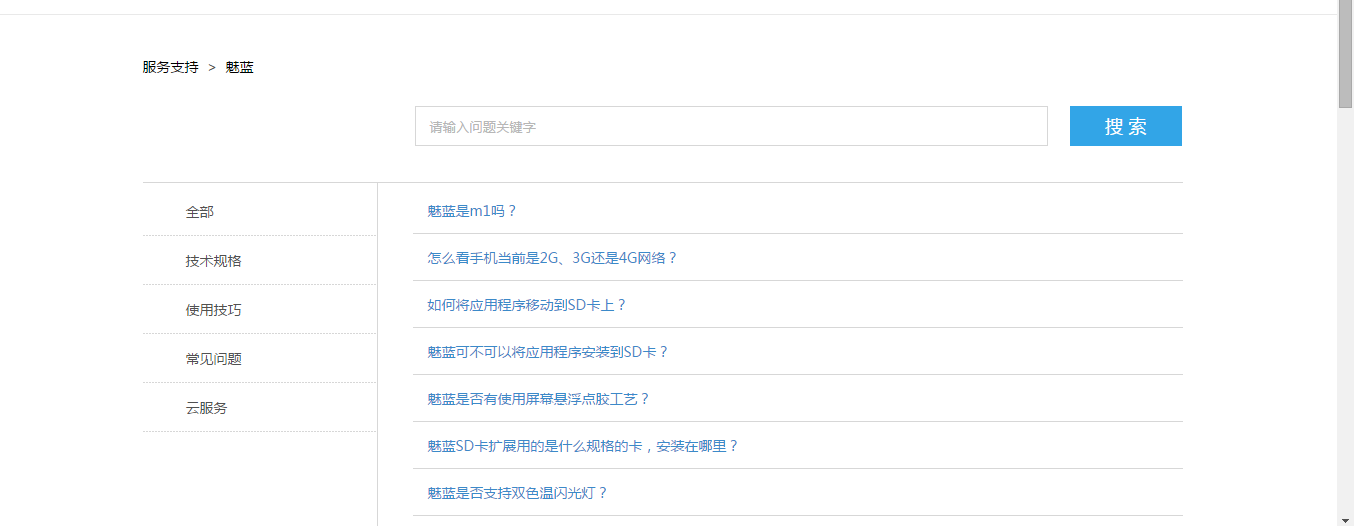 服务支持 > 魅蓝
请输入问题关键字
搜 索
全部
技术规格
使用技巧
常见问题
云服务
魅蓝是m1吗？
怎么看手机当前是2G、3G还是4G网络？
如何将应用程序移动到SD卡上？
魅蓝可不可以将应用程序安装到SD卡？
魅蓝是否有使用屏幕悬浮点胶工艺？
魅蓝SD卡扩展用的是什么规格的卡，安装在哪里？
魅蓝是否支持双色温闪光灯？